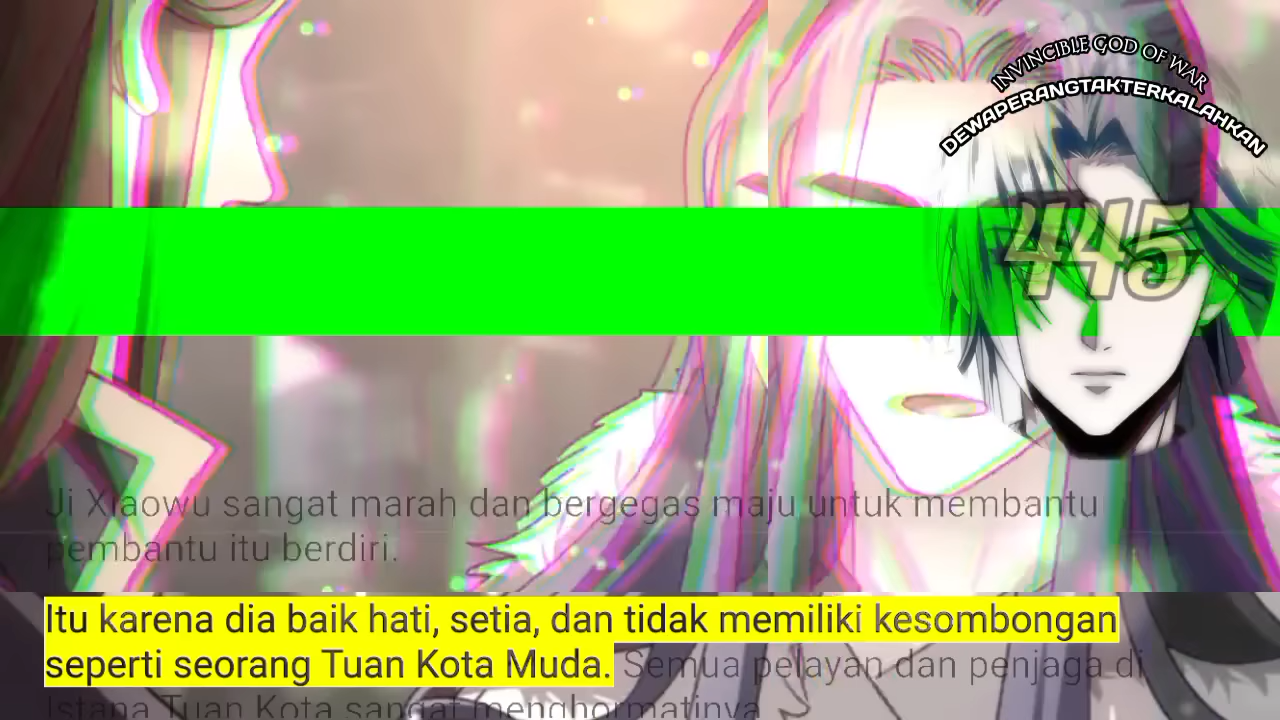 INVINCIBLE GOD OF WAR
DEWAPERANGTAKTERKALAHKAN
445
Ji Xiaowu sangat marah dan bergegas maju untuk membantu
pembantu itu berdiri.
Itu karena dia baik hati, setia, dan tidak memiliki kesombongan
seperti seorang Tuan Kota Muda. Semua pelayan dan penjaga di
Istana Tuan Kota sangat menghormatinya